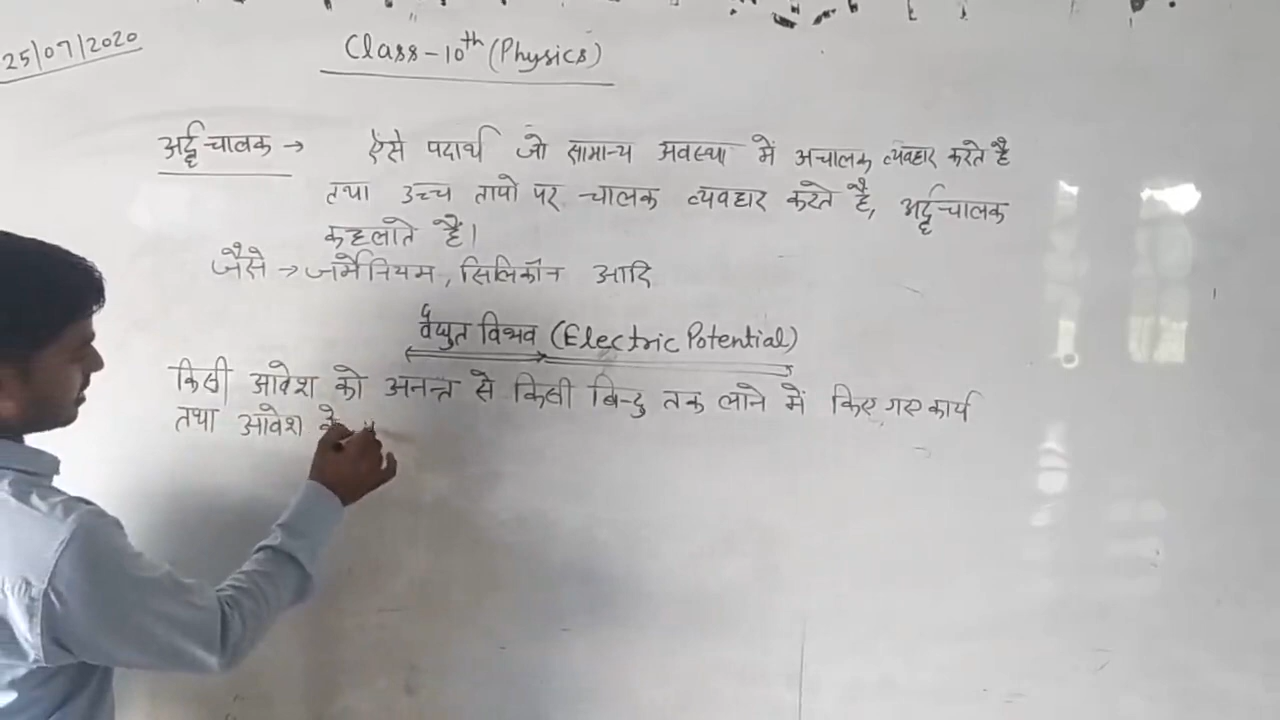 25/07/2020
Class-10th (Physics)
अर्द्धचालक → ऐसे पदार्थ जो सामान्य अवस्था में अचालक व्यवहार करते है
तथा उच्च तापो पर चालक व्यवहार करते है, अर्द्धचालक
कहलाते हैं।
जैसे → जर्मेनियम, सिलिकॉन आदि
वैद्युत विभव (Electric Potential)
किसी आवेश को अनन्त से किसी बिन्दु तक लाने में किए गए कार्य
तथा आवेश के